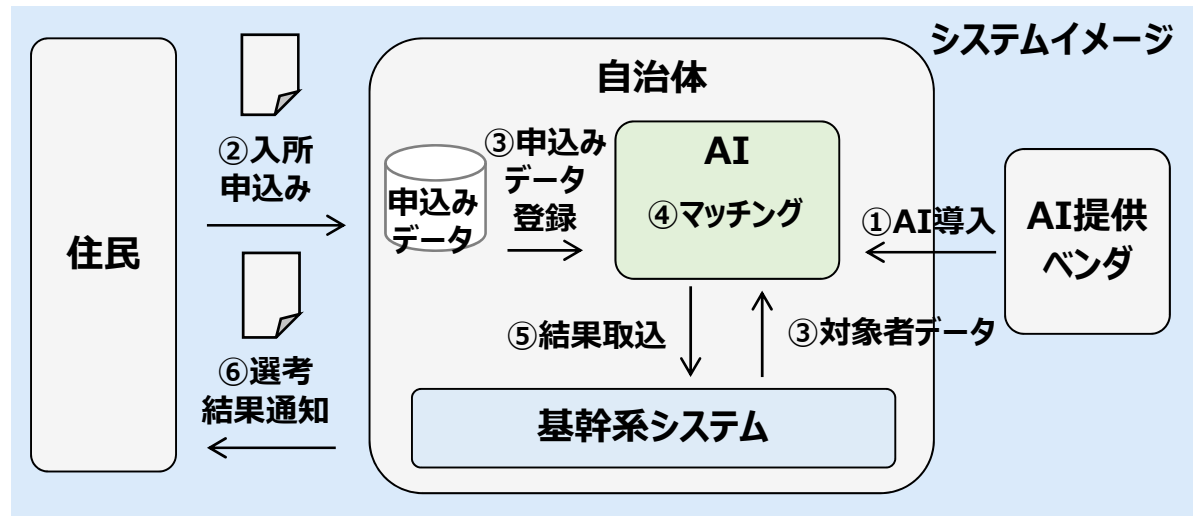 システムイメージ
自治体
②入所
申込み
住民
⑥選考
結果通知
申込み
データ
③申込み
データ
登録
AI
④マッチング
①AI導入
AI提供
ベンダ
⑤結果取込
③対象者データ
基幹系システム